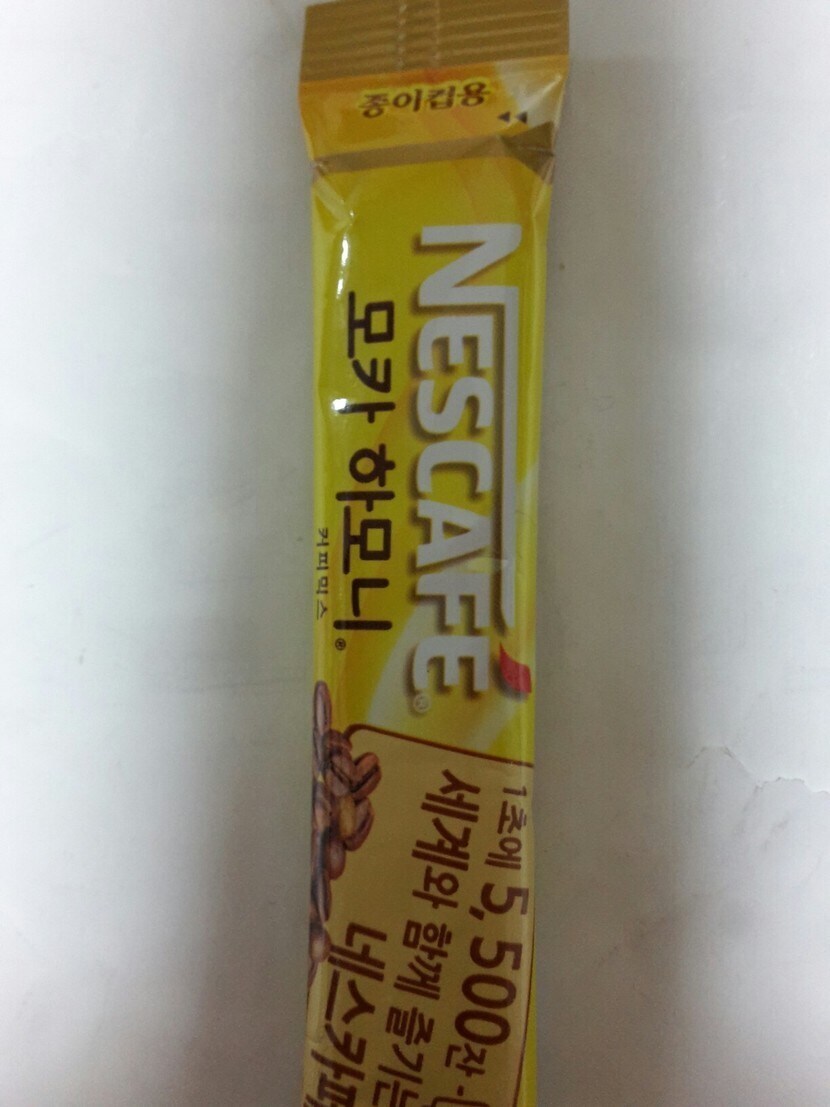 종이컵용
NESCAFÉ®
모카 하모니®
커피믹스
1초에 5,500잔-
세계와 함께 즐기는
네스카페